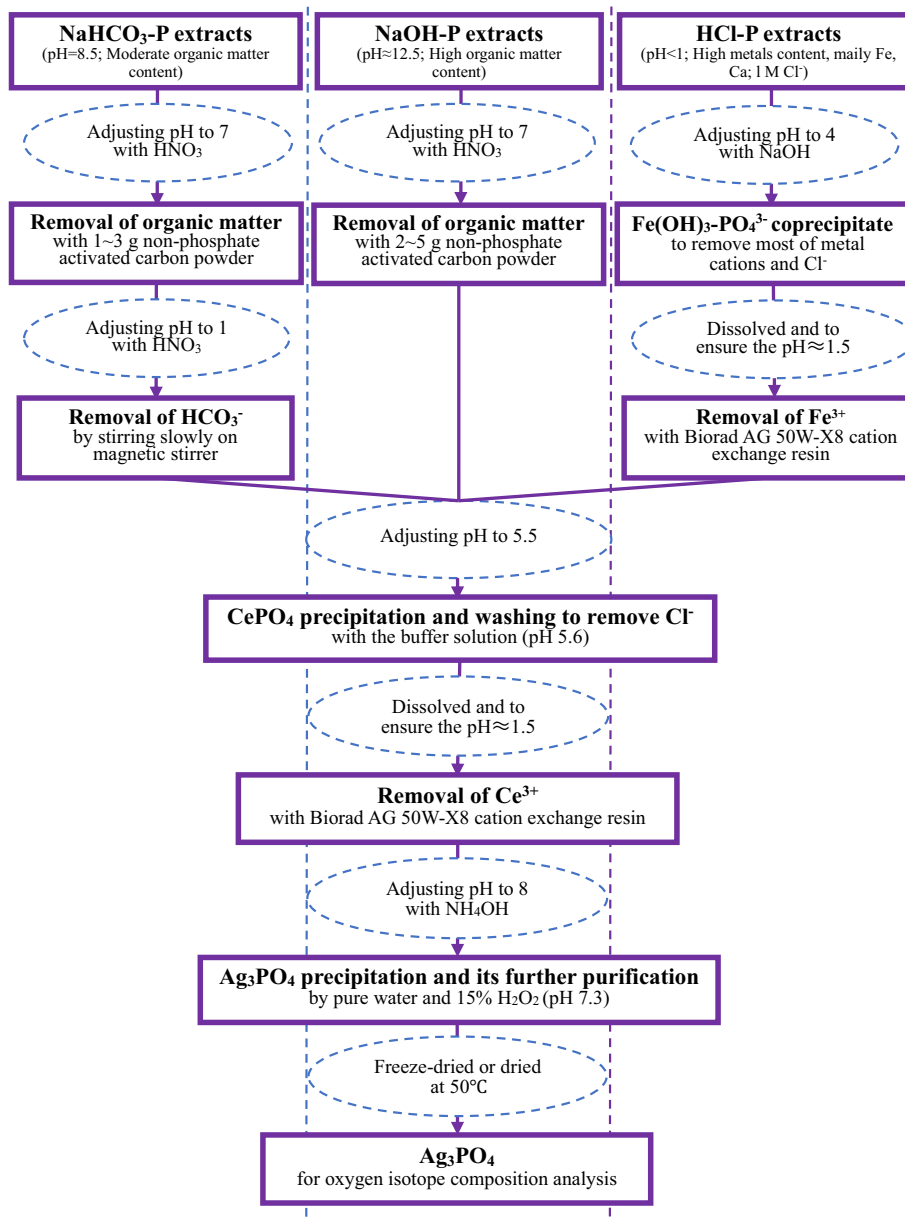 NaHCO₃-P extracts
(pH=8.5; Moderate organic matter
content)
Adjusting pH to 7
with HNO₃
Removal of organic matter
with 1~3 g non-phosphate
activated carbon powder
Adjusting pH to 1
with HNO₃
Removal of HCO₃⁻
by stirring slowly on
magnetic stirrer
NaOH-P extracts
(pH≈12.5; High organic matter
content)
Adjusting pH to 7
with HNO₃
Removal of organic matter
with 2~5 g non-phosphate
activated carbon powder
HCl-P extracts
(pH<1; High metals content, maily Fe,
Ca; 1 M Cl⁻)
Adjusting pH to 4
with NaOH
Fe(OH)₃-PO₄³⁻ coprecipitate
to remove most of metal
cations and Cl⁻
Dissolved and to
ensure the pH≈1.5
Removal of Fe³⁺
with Biorad AG 50W-X8 cation
exchange resin
Adjusting pH to 5.5
CePO₄ precipitation and washing to remove Cl⁻
with the buffer solution (pH 5.6)
Dissolved and to
ensure the pH≈1.5
Removal of Ce³⁺
with Biorad AG 50W-X8 cation exchange resin
Adjusting pH to 8
with NH₄OH
Ag₃PO₄ precipitation and its further purification
by pure water and 15% H₂O₂ (pH 7.3)
Freeze-dried or dried
at 50℃
Ag₃PO₄
for oxygen isotope composition analysis